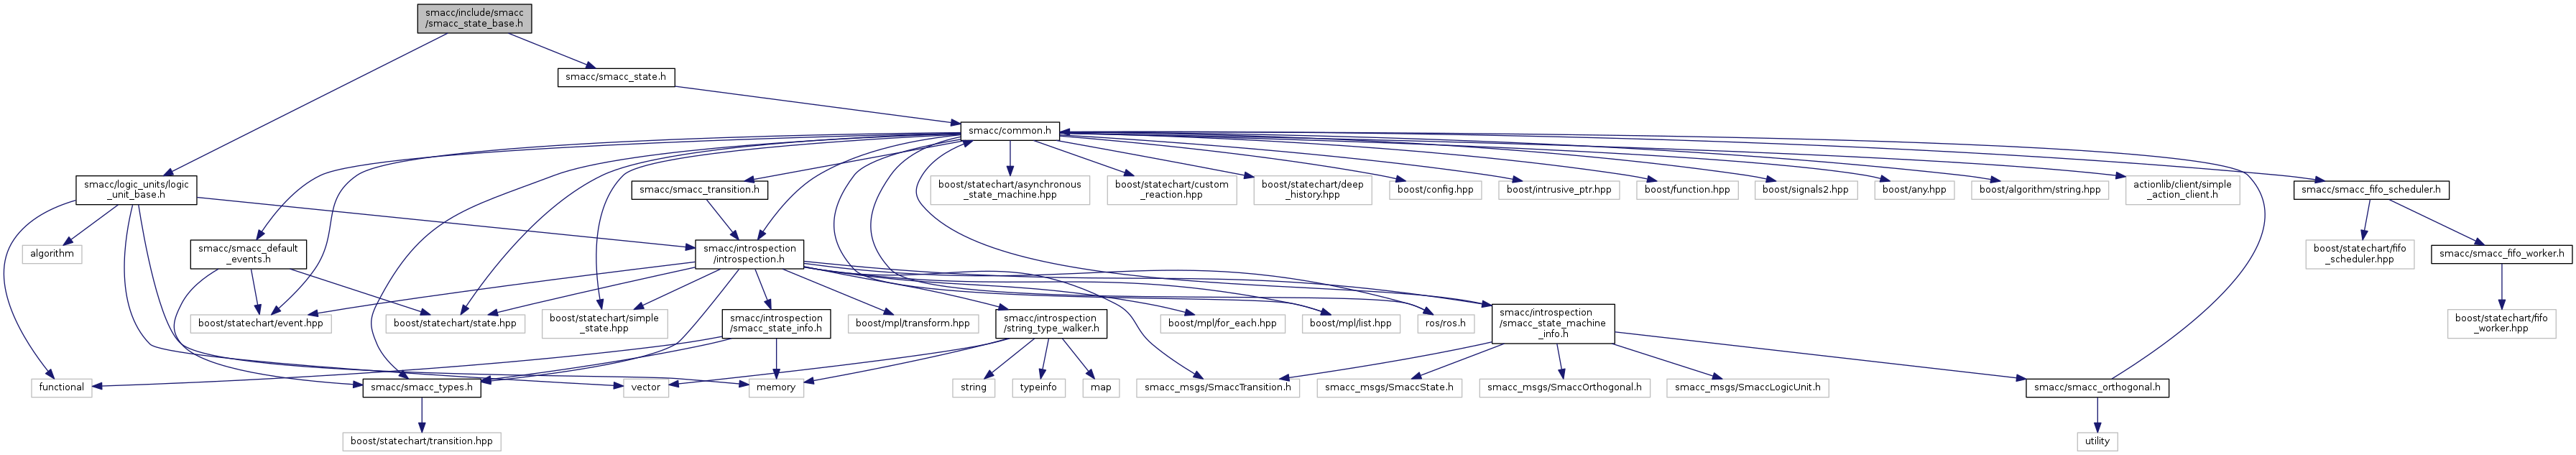 smacc/include/smacc
/smacc_state_base.h
smacc/smacc_state.h
smacc/common.h
smacc/logic_units/logic
_unit_base.h
smacc/smacc_transition.h
boost/statechart/asynchronous
_state_machine.hpp
boost/statechart/custom
_reaction.hpp
boost/statechart/deep
_history.hpp
boost/config.hpp
boost/intrusive_ptr.hpp
boost/function.hpp
boost/signals2.hpp
boost/any.hpp
boost/algorithm/string.hpp
actionlib/client/simple
_action_client.h
smacc/smacc_fifo_scheduler.h
algorithm
smacc/smacc_default
_events.h
smacc/introspection
/introspection.h
boost/statechart/fifo
_scheduler.hpp
smacc/smacc_fifo_worker.h
boost/statechart/event.hpp
boost/statechart/state.hpp
boost/statechart/simple
_state.hpp
smacc/introspection
/smacc_state_info.h
boost/mpl/transform.hpp
smacc/introspection
/string_type_walker.h
boost/mpl/for_each.hpp
boost/mpl/list.hpp
ros/ros.h
smacc/introspection
/smacc_state_machine
_info.h
boost/statechart/fifo
_worker.hpp
functional
smacc/smacc_types.h
vector
memory
string
typeinfo
map
smacc_msgs/SmaccTransition.h
smacc_msgs/SmaccState.h
smacc_msgs/SmaccOrthogonal.h
smacc_msgs/SmaccLogicUnit.h
smacc/smacc_orthogonal.h
boost/statechart/transition.hpp
utility